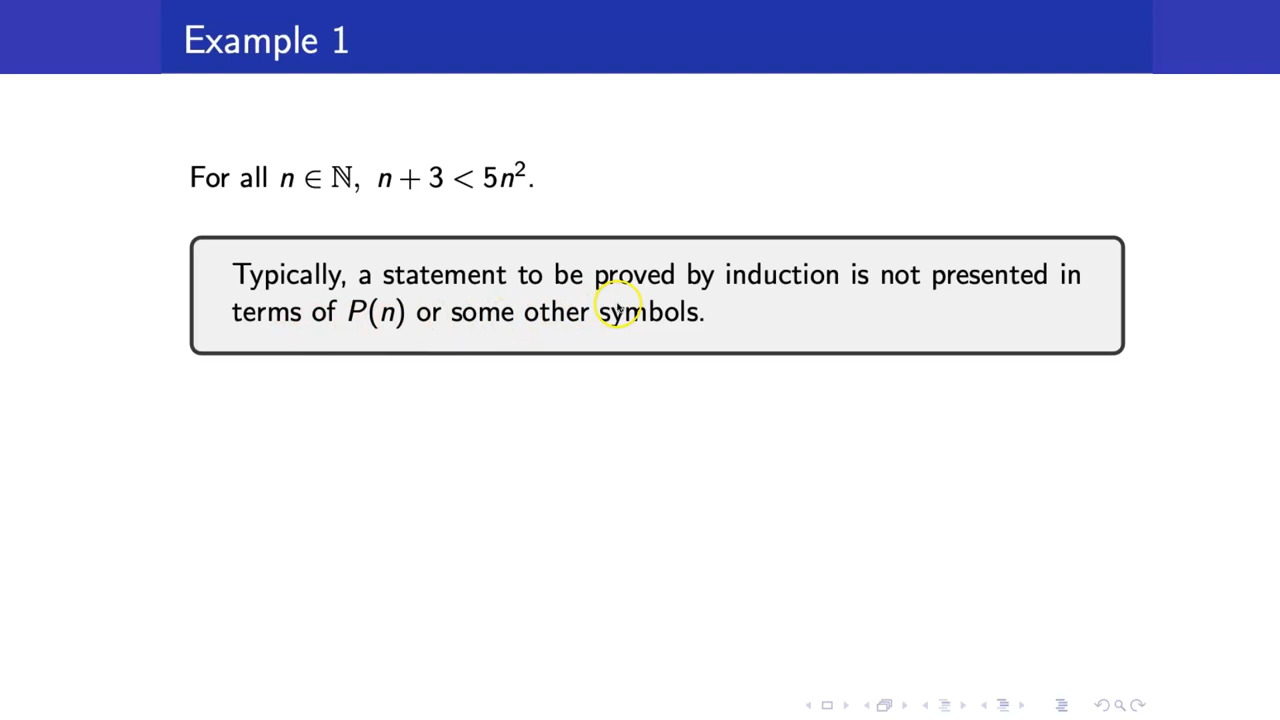 Example 1
For all n ∈ ℕ, n + 3 < 5n².
Typically, a statement to be proved by induction is not presented in
terms of P(n) or some other symbols.